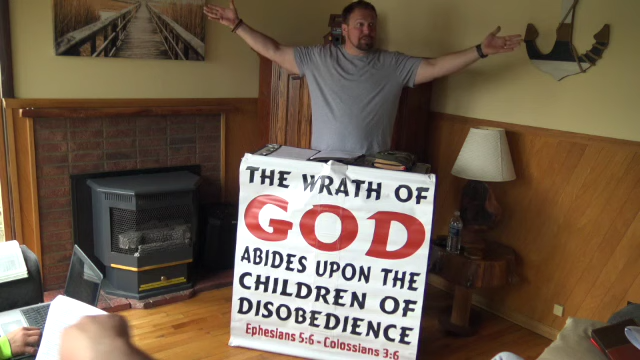 THE WRATH OF
GOD
ABIDES UPON THE
CHILDREN OF
DISOBEDIENCE
Ephesians 5:6 - Colossians 3:6